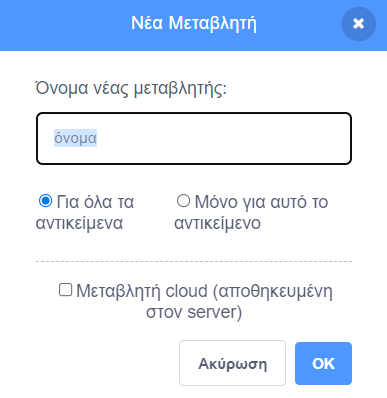 Νέα Μεταβλητή
Όνομα νέας μεταβλητής:
όνομα
Για όλα τα
αντικείμενα
Μόνο για αυτό το
αντικείμενο
Μεταβλητή cloud (αποθηκευμένη
στον server)
Ακύρωση
OK